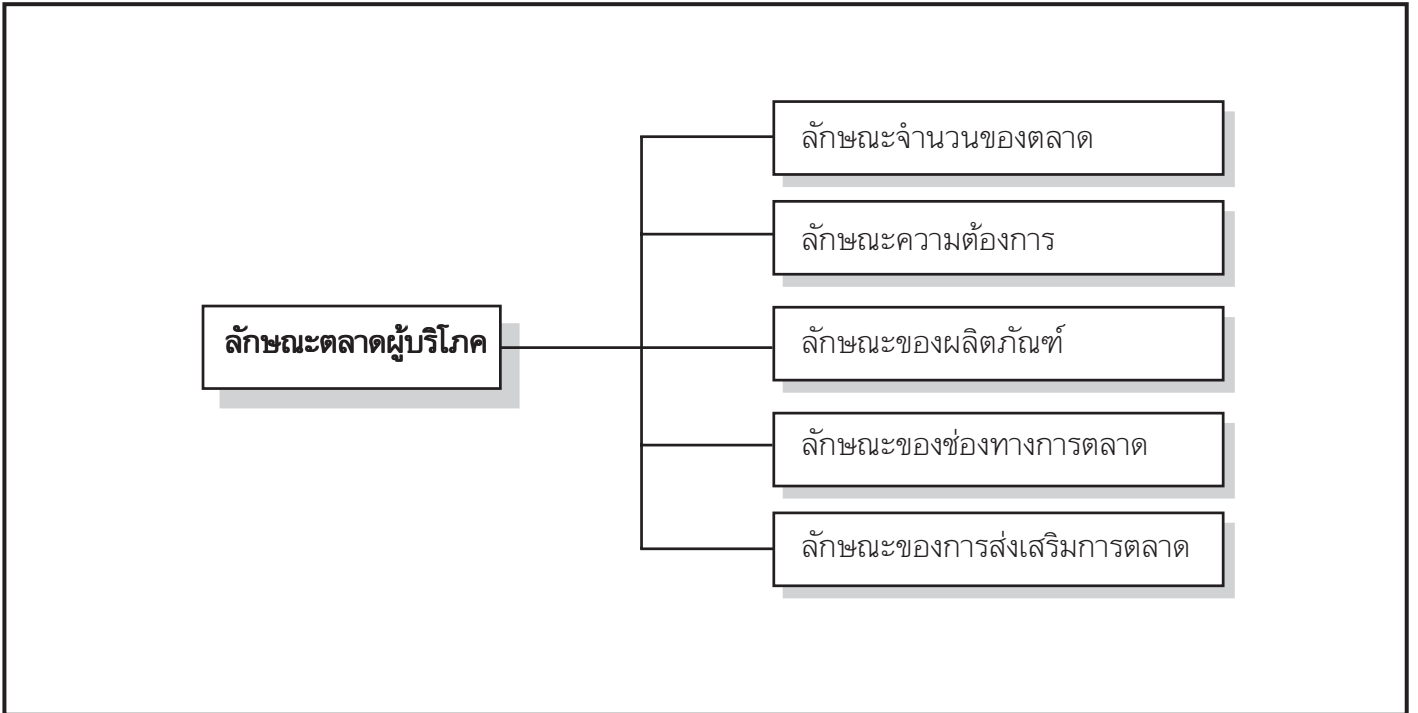 ลักษณะจำนวนของตลาด
ลักษณะความต้องการ
ลักษณะตลาดผู้บริโภค
ลักษณะของผลิตภัณฑ์
ลักษณะของช่องทางการตลาด
ลักษณะของการส่งเสริมการตลาด